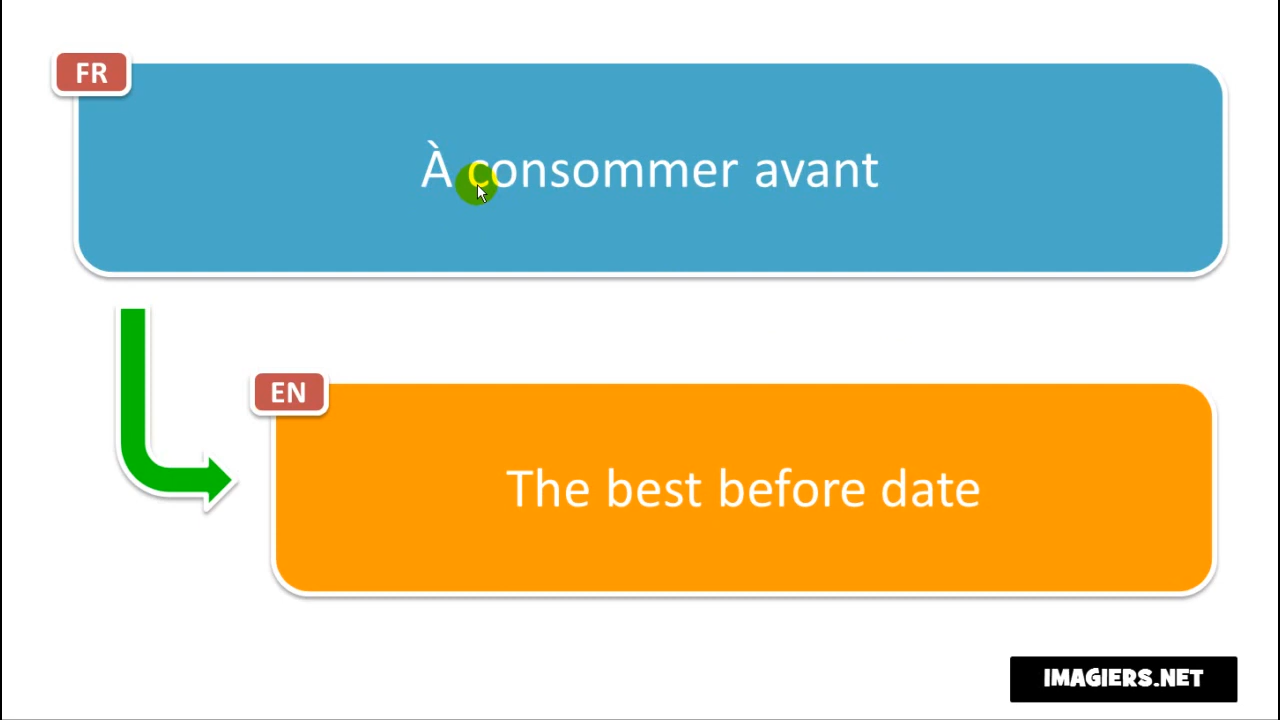 FR
À consommer avant
EN
The best before date
IMAGIERS.NET